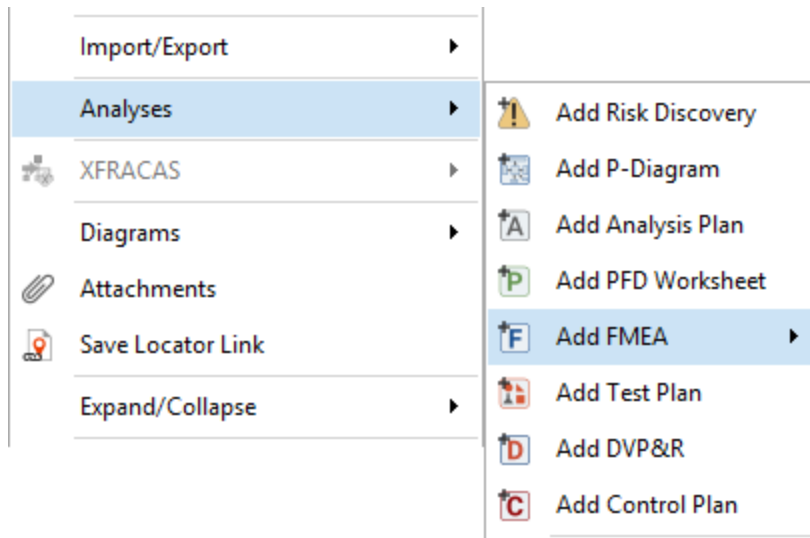 Import/Export
Analyses
XFRACAS
Diagrams
Attachments
Save Locator Link
Expand/Collapse
Add Risk Discovery
Add P-Diagram
A
Add Analysis Plan
P
Add PFD Worksheet
F
Add FMEA
Add Test Plan
D
Add DVP&R
C
Add Control Plan